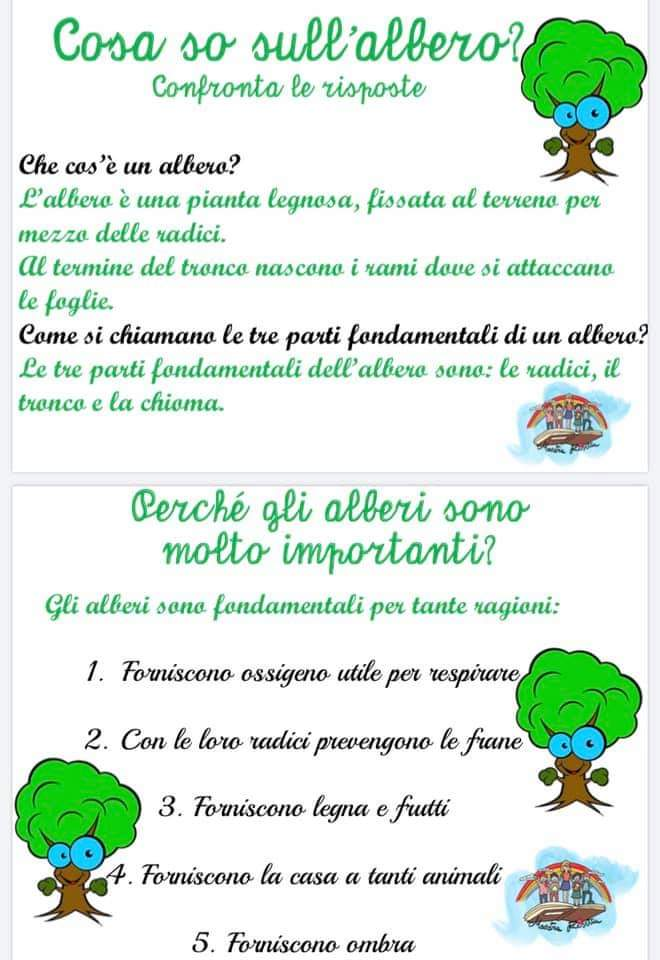 Cosa so sull'albero?
Confronta le risposte
Che cos'è un albero?
L'albero è una pianta legnosa, fissata al terreno per
mezzo delle radici.
Al termine del tronco nascono i rami dove si attaccano
le foglie.
Come si chiamano le tre parti fondamentali di un albero?
Le tre parti fondamentali dell'albero sono: le radici, il
tronco e la chioma.
Perché gli alberi sono
molto importanti?
Gli alberi sono fondamentali per tante ragioni:
1. Forniscono ossigeno utile per respirare
2. Con le loro radici prevengono le frane
3. Forniscono legna e frutti
4. Forniscono la casa a tanti animali
5. Forniscono ombra